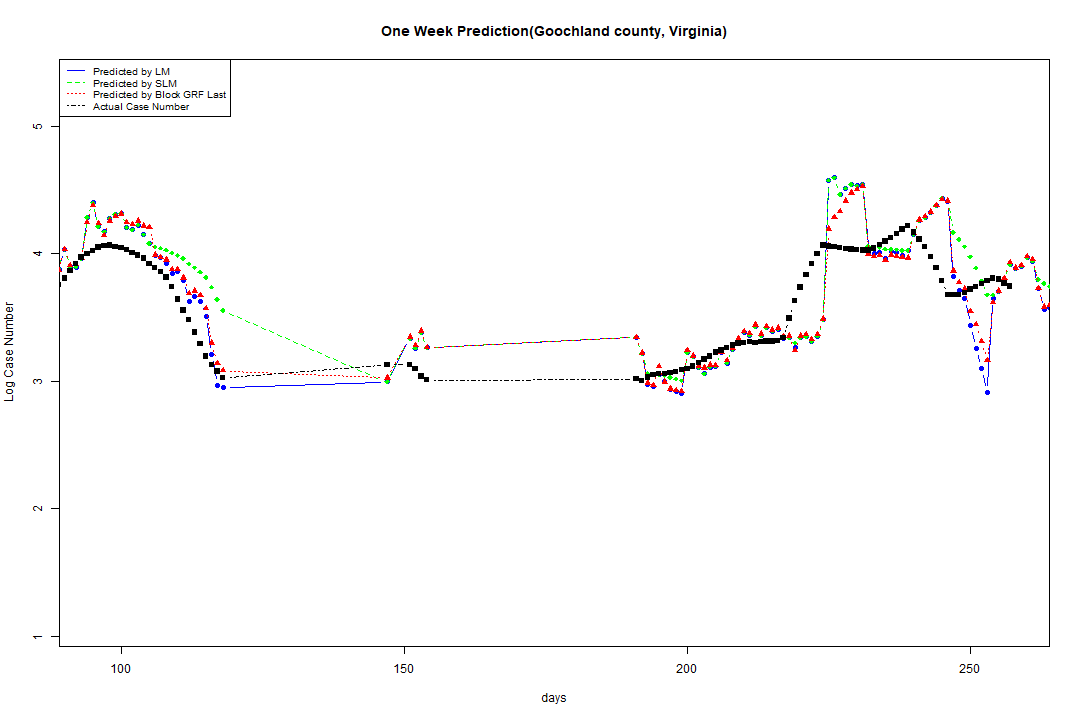 One Week Prediction(Goochland county, Virginia)
Predicted by LM
Predicted by SLM
Predicted by Block GRF Last
Actual Case Number
5
4
3
2
1
Log Case Number
100 150 200 250
days